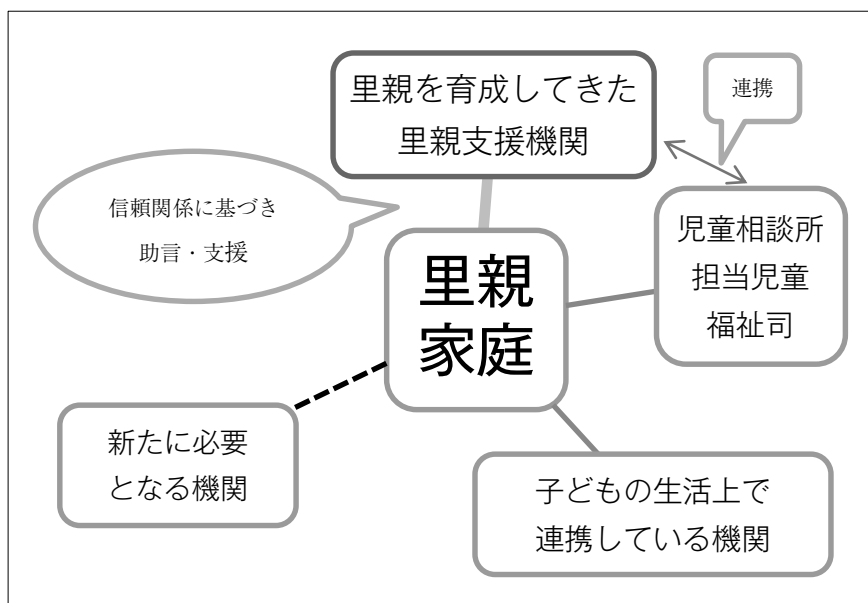 里親を育成してきた
里親支援機関
連携
信頼関係に基づき
助言・支援
児童相談所
担当児童
福祉司
里親
家庭
新たに必要
となる機関
子どもの生活上で
連携している機関